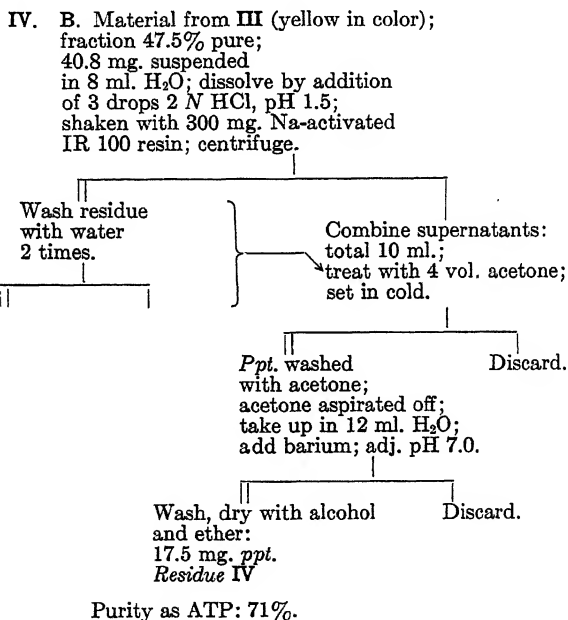 IV. B. Material from III (yellow in color);
fraction 47.5% pure;
40.8 mg. suspended
in 8 ml. H₂O; dissolve by addition
of 3 drops 2 N HCl, pH 1.5;
shaken with 300 mg. Na-activated
IR 100 resin; centrifuge.
Wash residue
with water
2 times.
Combine supernatants:
total 10 ml.;
treat with 4 vol. acetone;
set in cold.
Ppt. washed
with acetone;
acetone aspirated off;
take up in 12 ml. H₂O;
add barium; adj. pH 7.0.
Discard.
Wash, dry with alcohol
and ether:
17.5 mg. ppt.
Residue IV
Discard.
Purity as ATP: 71%.